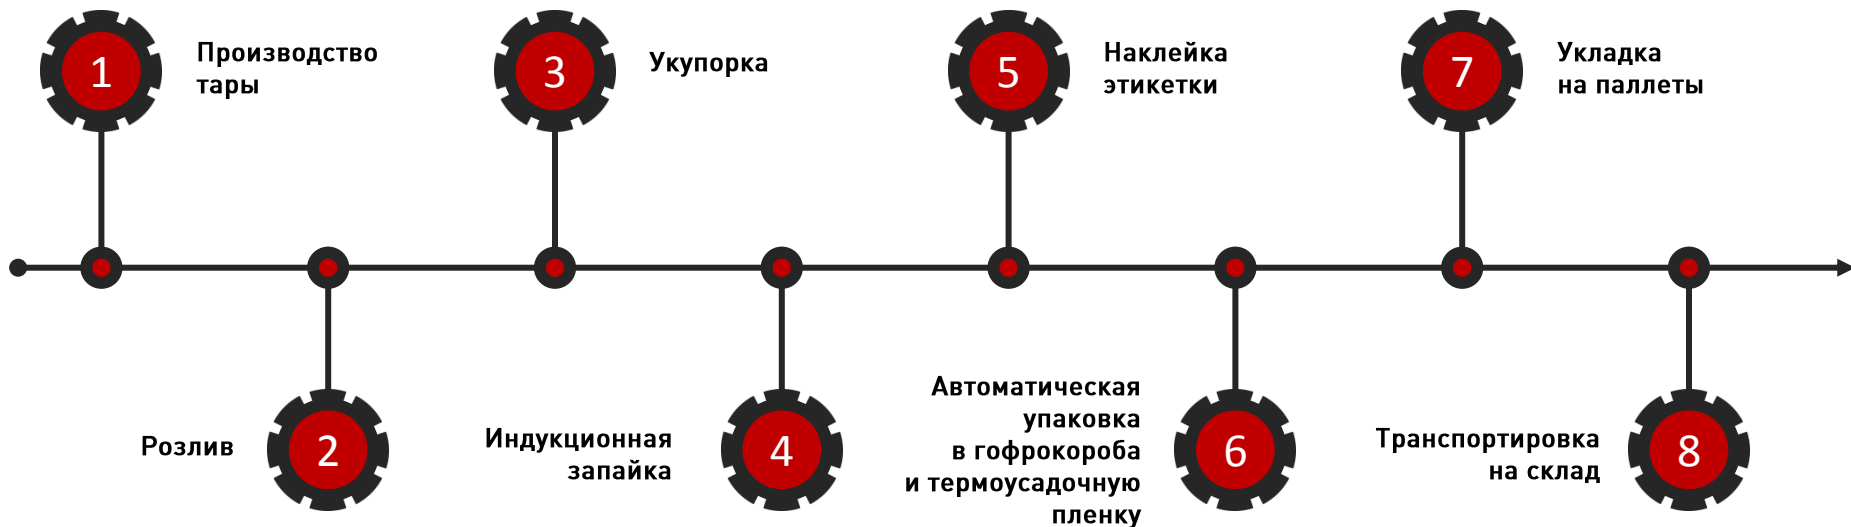 1
Производство
тары
2
Розлив
3
Укупорка
4
Индукционная
запайка
5
Наклейка
этикетки
6
Автоматическая
упаковка
в гофрокороба
и термоусадочную
пленку
7
Укладка
на паллеты
8
Транспортировка
на склад